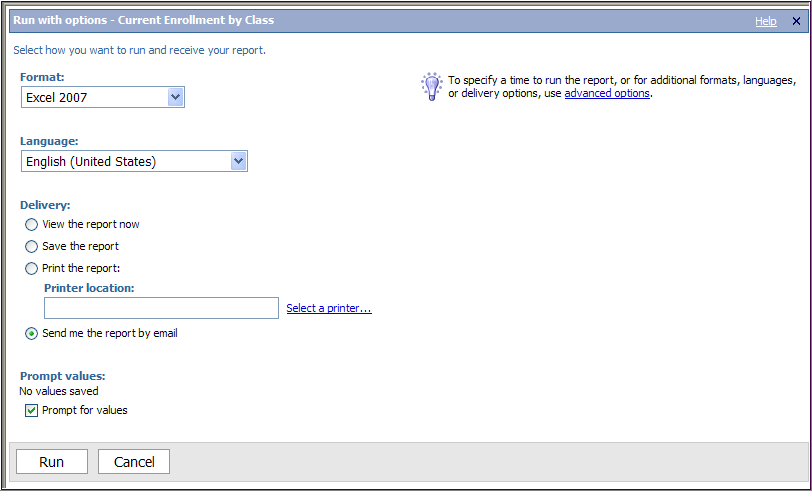 Run with options - Current Enrollment by Class
Help
Select how you want to run and receive your report.
Format:
Excel 2007
To specify a time to run the report, or for additional formats, languages,
or delivery options, use advanced options.
Language:
English (United States)
Delivery:
View the report now
Save the report
Print the report:
Printer location:
Select a printer...
Send me the report by email
Prompt values:
No values saved
Prompt for values
Run
Cancel